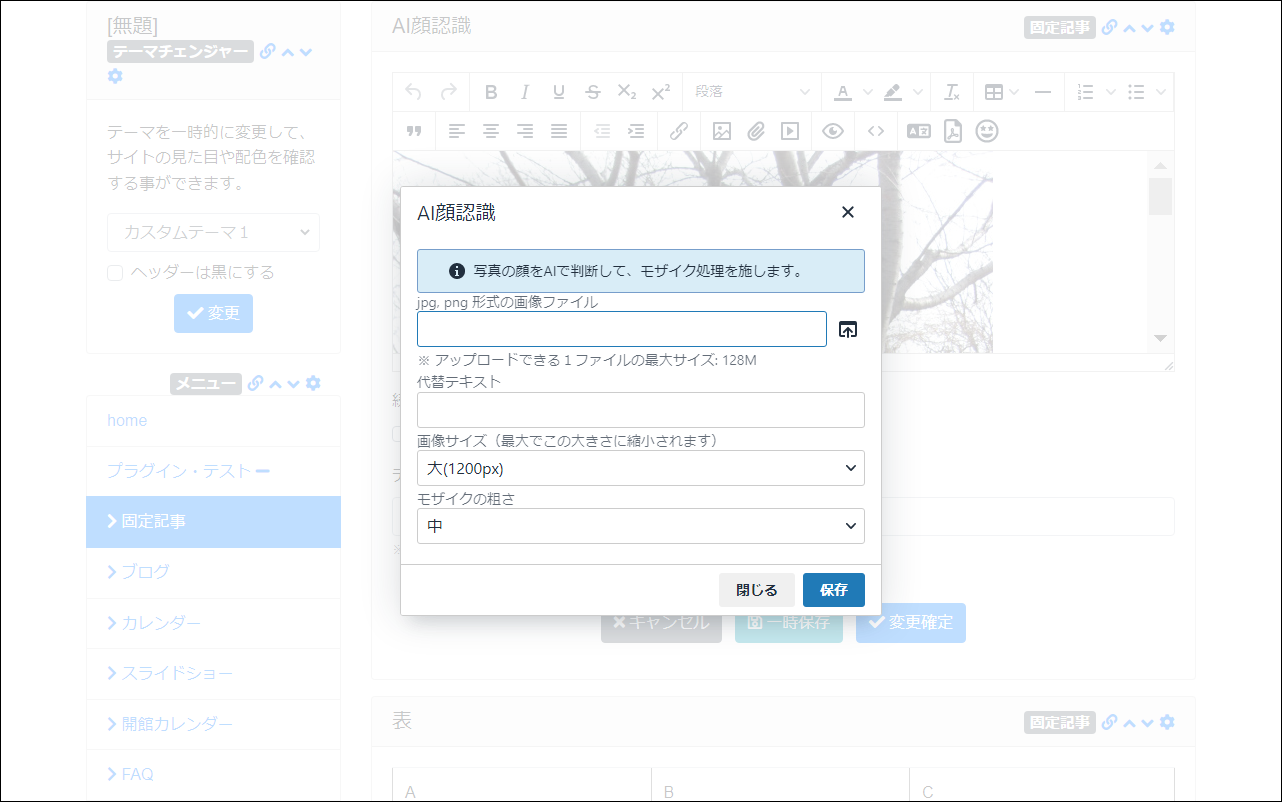 [無題]
テーマチェンジャー
テーマを一時的に変更して、
サイトの見た目や配色を確認
する事ができます。
カスタムテーマ１
ヘッダーは黒にする
変更
メニュー
home
プラグイン・テスト
固定記事
ブログ
カレンダー
スライドショー
開館カレンダー
FAQ
AI顔認識
固定記事
段落
AI顔認識
写真の顔をAIで判断して、モザイク処理を施します。
jpg, png 形式の画像ファイル
※ アップロードできる１ファイルの最大サイズ: 128M
代替テキスト
画像サイズ（最大でこの大きさに縮小されます）
大(1200px)
モザイクの粗さ
中
閉じる
保存
キャンセル
一時保存
変更確定
表
固定記事
A
B
C